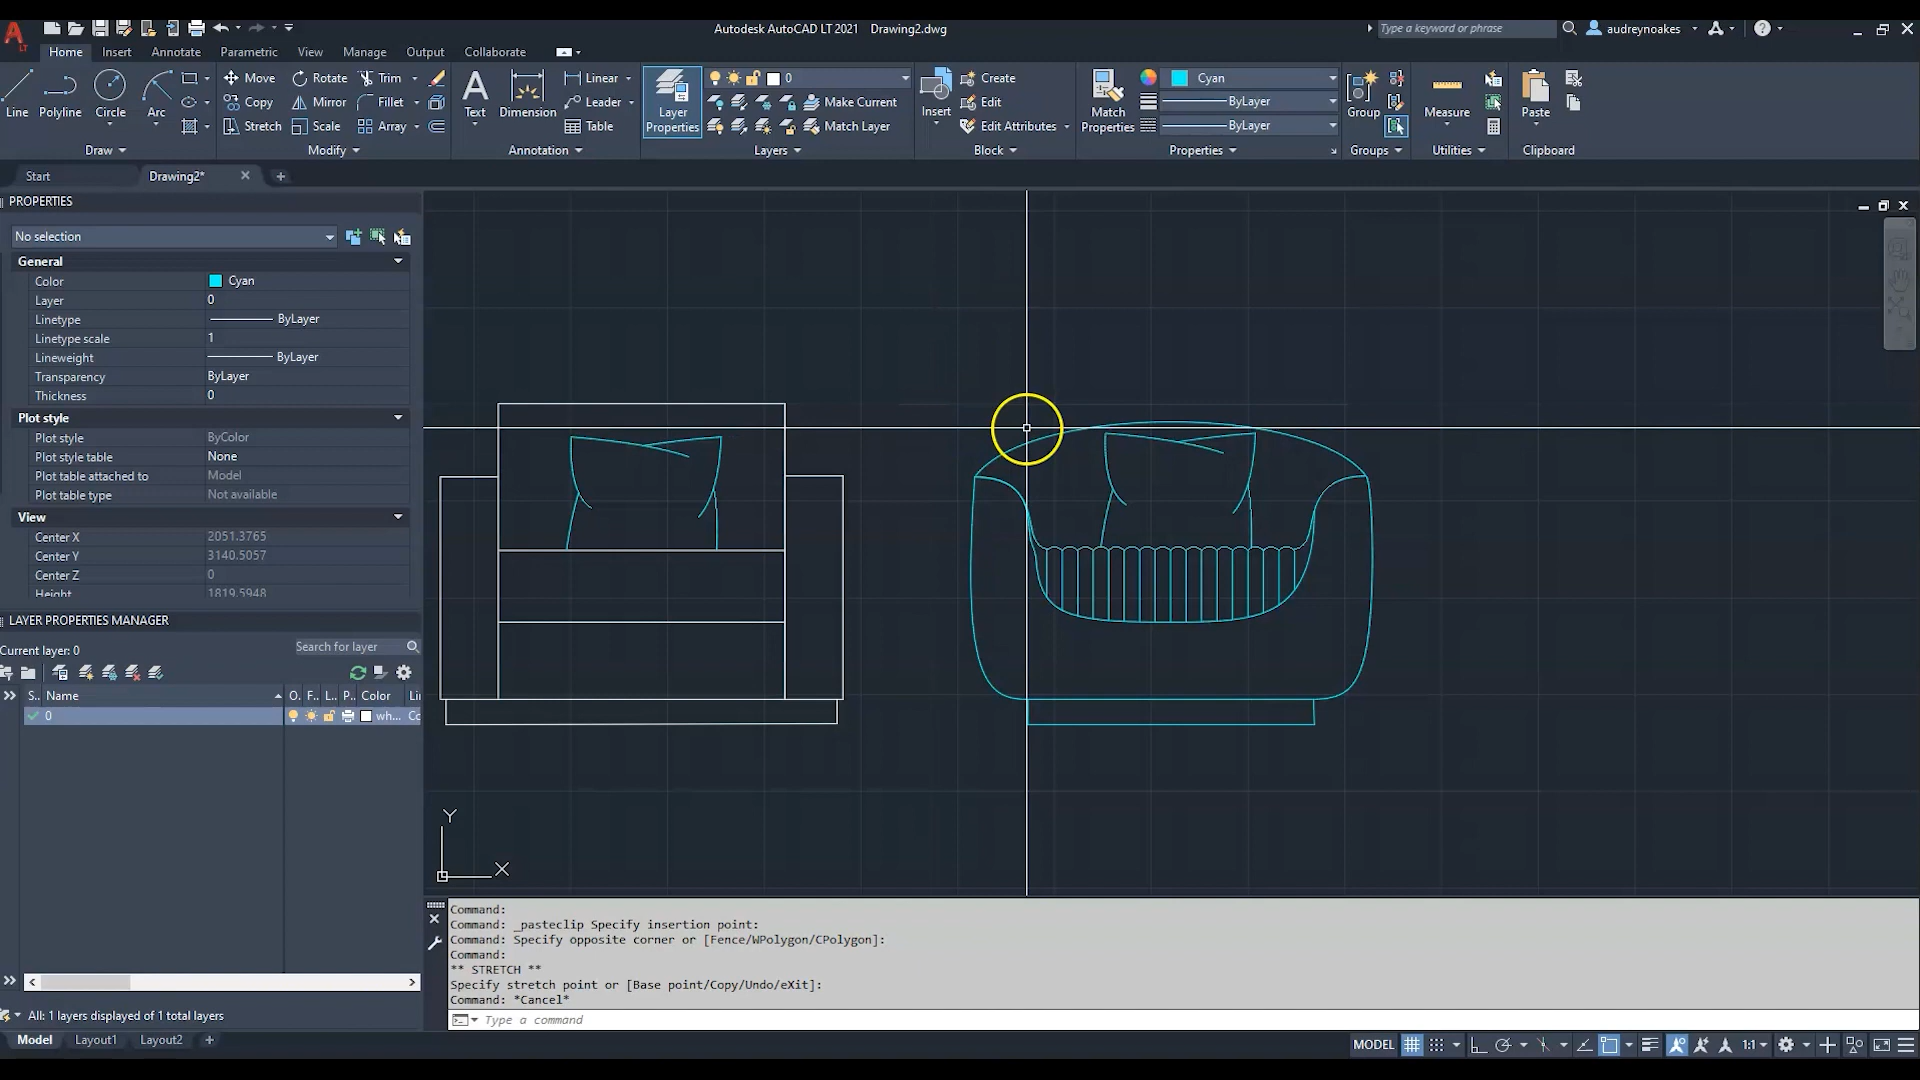 Autodesk AutoCAD LT 2021 Drawing2.dwg
Type a keyword or phrase
audreynoakes
LT
Home Insert Annotate Parametric View Manage Output Collaborate
Line Polyline Circle Arc
Move Rotate Trim
Copy Mirror Fillet
Stretch Scale Array
Text Dimension
Linear
Leader
Table
Layer Properties
0
Make Current
Match Layer
Insert
Create
Edit
Edit Attributes
Match Properties
Cyan
ByLayer
ByLayer
Group
Measure
Paste
Draw Modify Annotation Layers Block Properties Groups Utilities Clipboard
Start Drawing2*
PROPERTIES
No selection
General
Color Cyan
Layer 0
Linetype ByLayer
Linetype scale 1
Lineweight ByLayer
Transparency ByLayer
Thickness 0
Plot style
Plot style ByColor
Plot style table None
Plot table attached to Model
Plot table type Not available
View
Center X 2051.3765
Center Y 3140.5057
Center Z 0
Height 1819.5948
LAYER PROPERTIES MANAGER
Search for layer
Current layer: 0
S.. Name O. F.. L.. P.. Color Li
0 wh... Co
All: 1 layers displayed of 1 total layers
Y
X
Command:
Command: _pasteclip Specify insertion point:
Command: Specify opposite corner or [Fence/WPolygon/CPolygon]:
Command:
** STRETCH **
Specify stretch point or [Base point/Copy/Undo/eXit]:
Command: *Cancel*
Type a command
Model Layout1 Layout2
MODEL 1:1